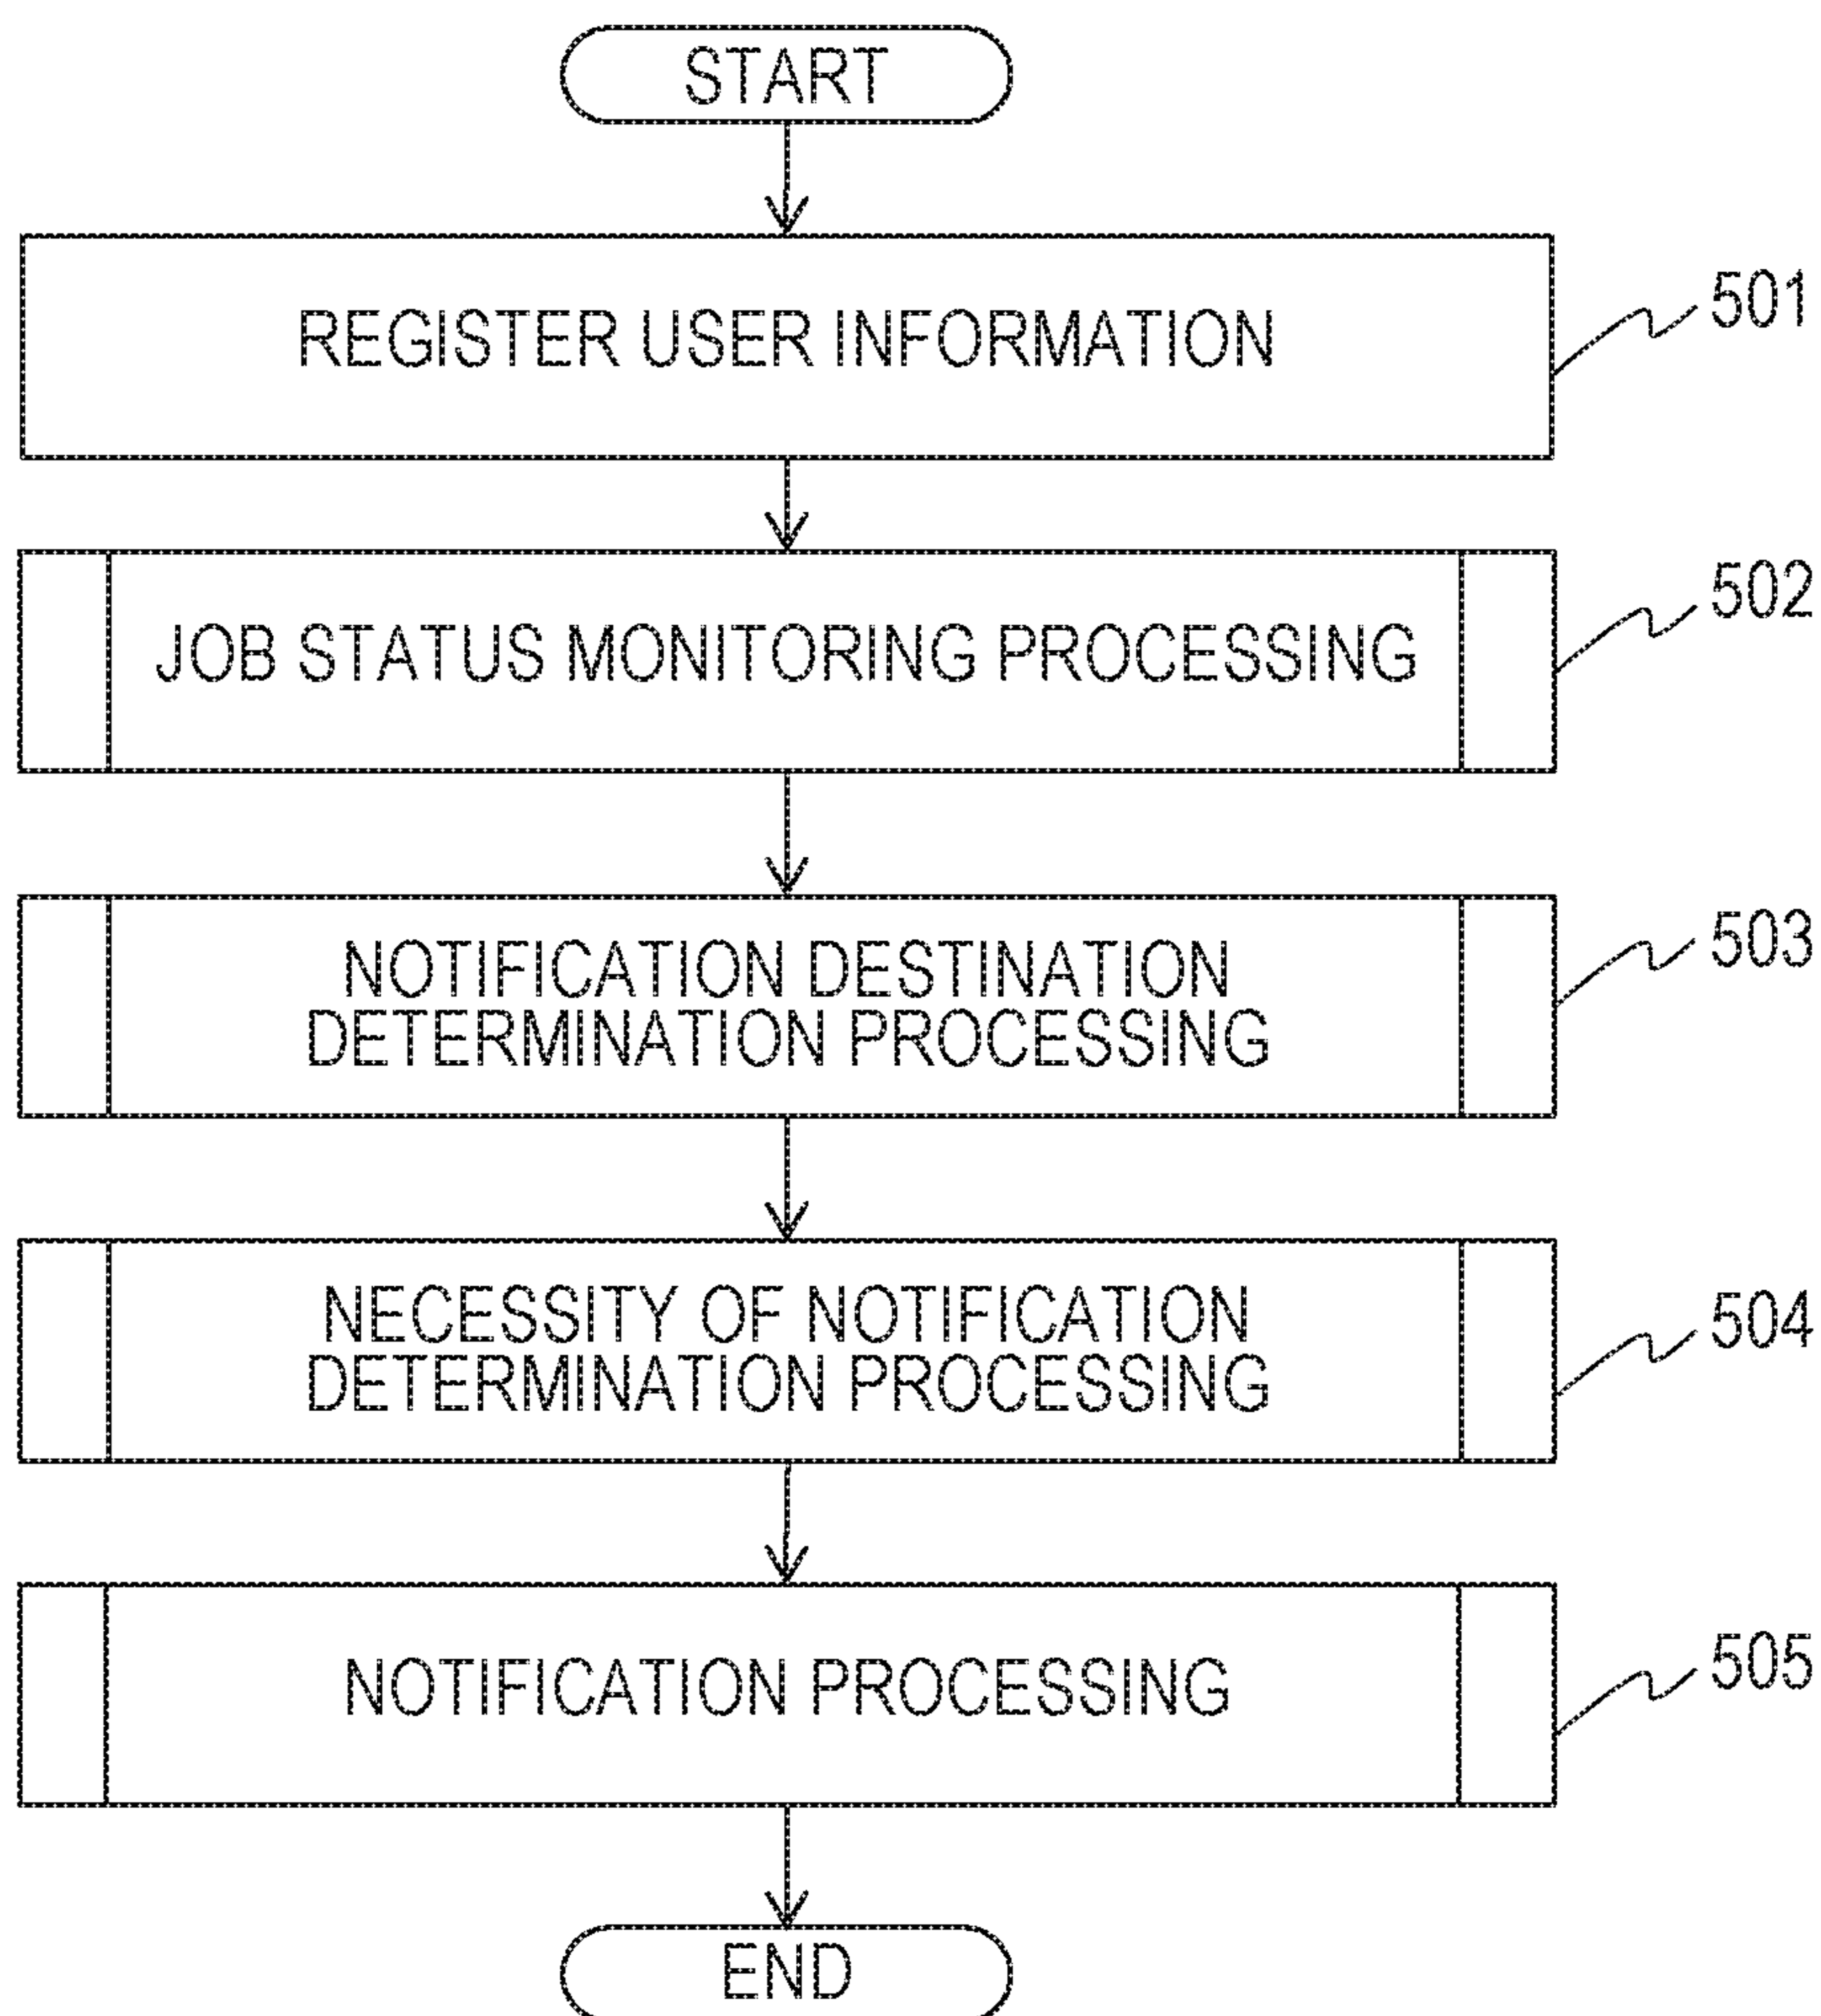 START
REGISTER USER INFORMATION
501
JOB STATUS MONITORING PROCESSING
502
NOTIFICATION DESTINATION
DETERMINATION PROCESSING
503
NECESSITY OF NOTIFICATION
DETERMINATION PROCESSING
504
NOTIFICATION PROCESSING
505
END